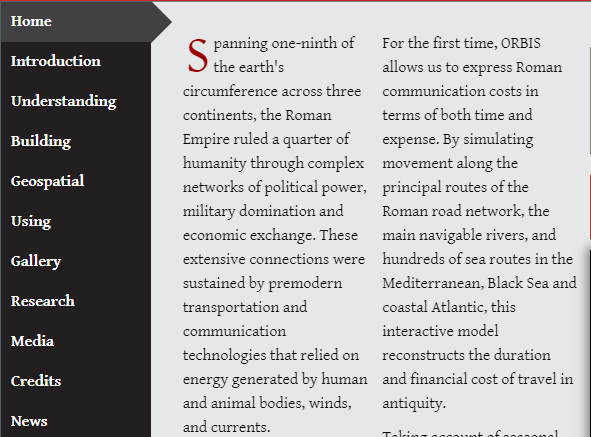 Home
Introduction
Understanding
Building
Geospatial
Using
Gallery
Research
Media
Credits
News
Spanning one-ninth of
the earth's
circumference across three
continents, the Roman
Empire ruled a quarter of
humanity through complex
networks of political power,
military domination and
economic exchange. These
extensive connections were
sustained by premodern
transportation and
communication
technologies that relied on
energy generated by human
and animal bodies, winds,
and currents.
For the first time, ORBIS
allows us to express Roman
communication costs in
terms of both time and
expense. By simulating
movement along the
principal routes of the
Roman road network, the
main navigable rivers, and
hundreds of sea routes in the
Mediterranean, Black Sea and
coastal Atlantic, this
interactive model
reconstructs the duration
and financial cost of travel in
antiquity.
Taking account of seasonal